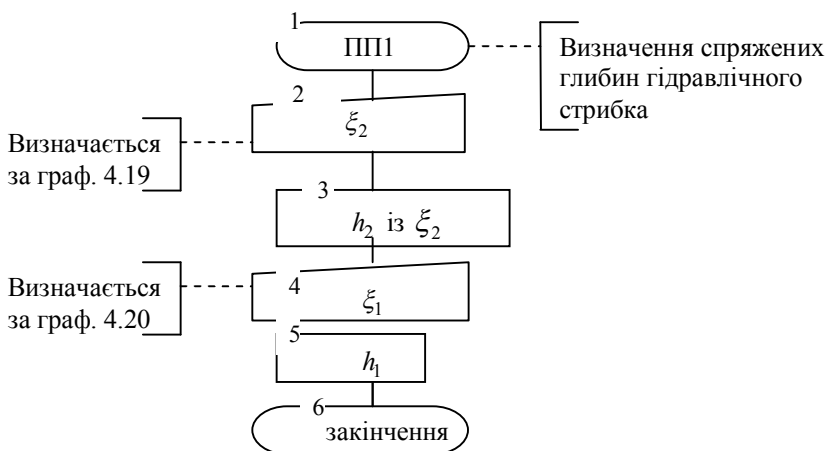 1
ПП1
Визначення спряжених
глибин гідравлічного
стрибка
2
ξ₂
Визначається
за граф. 4.19
3
h₂ із ξ₂
4
ξ₁
Визначається
за граф. 4.20
5
h₁
6
закінчення